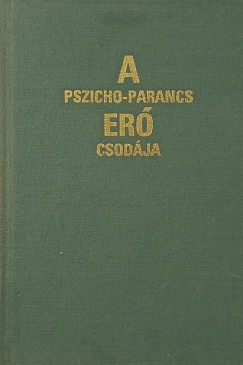 A
PSZICHO-PARANCS
ERŐ
CSODÁJA